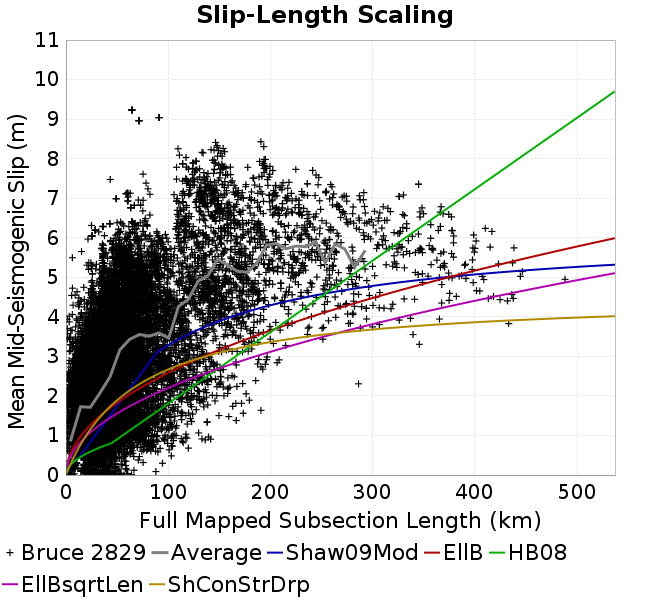 Slip-Length Scaling
11
10
9
8
7
6
5
4
3
2
1
0
Mean Mid-Seismogenic Slip (m)
0 100 200 300 400 500
Full Mapped Subsection Length (km)
Bruce 2829 Average Shaw09Mod EllB HB08
EllBsqrtLen ShConStrDrp